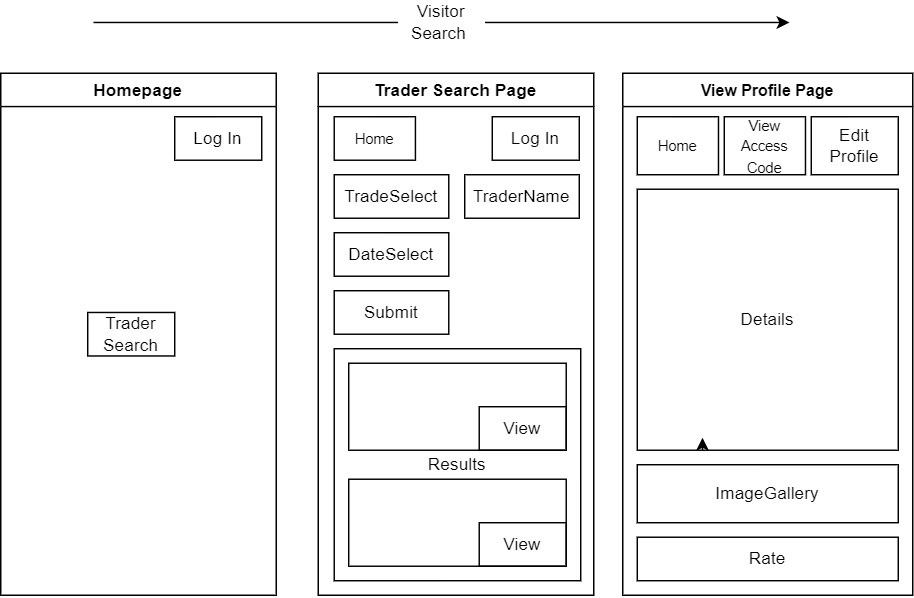 Visitor
Search
Homepage
Log In
Trader
Search
Trader Search Page
Home
Log In
TradeSelect
TraderName
DateSelect
Submit
View
Results
View
View Profile Page
Home
View
Access
Code
Edit
Profile
Details
ImageGallery
Rate